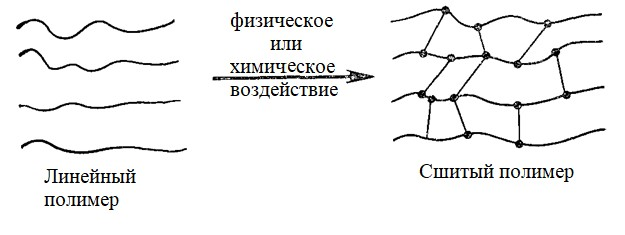 физическое
или
химическое
воздействие
Линейный
полимер
Сшитый полимер